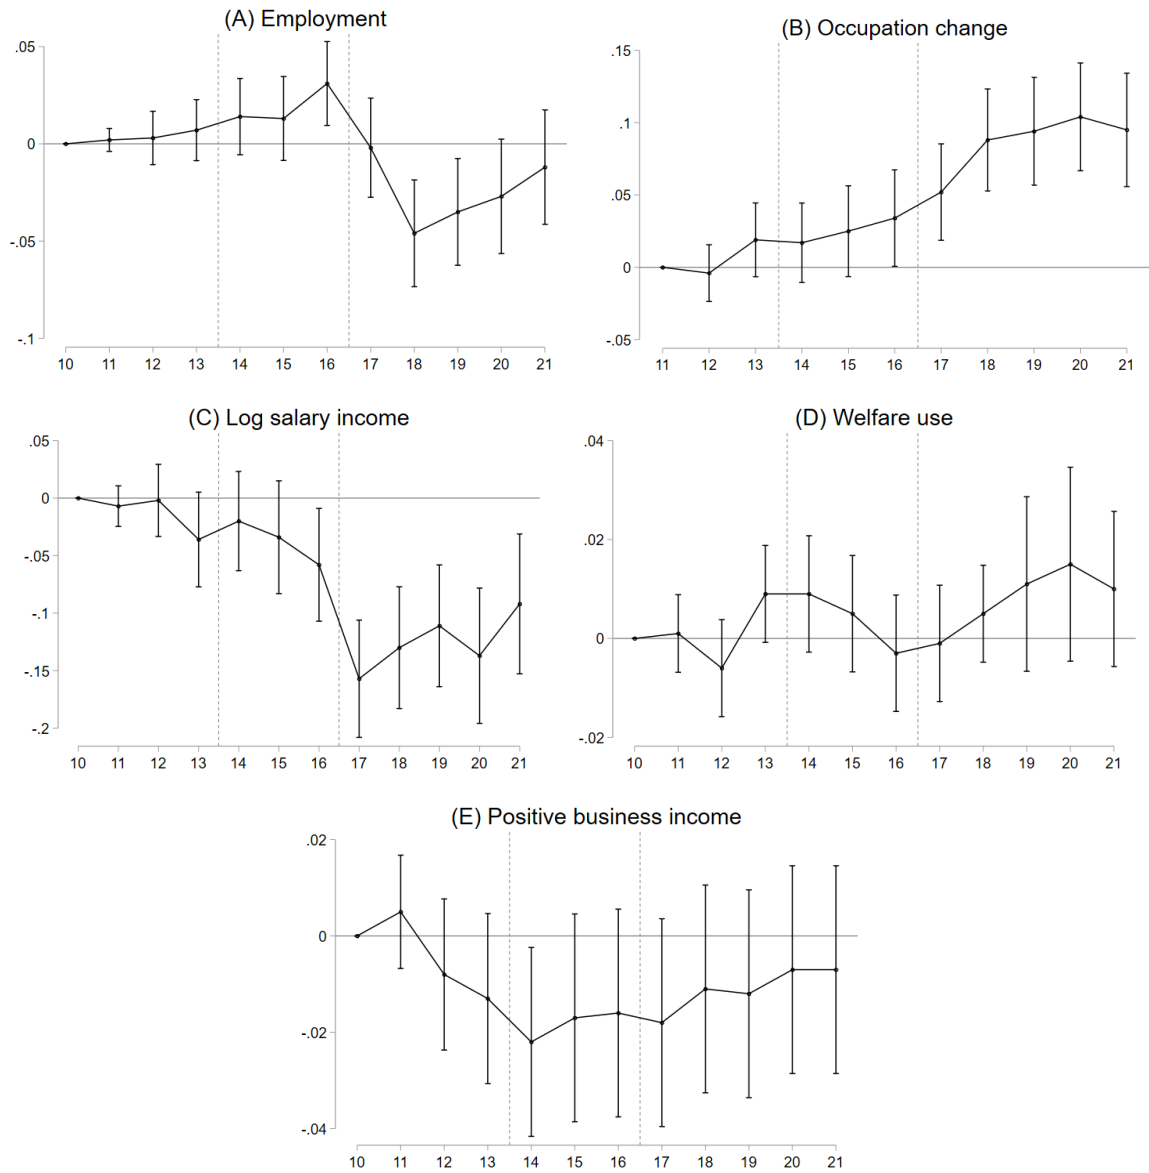 (A) Employment
.05
0
-.05
-.1
10 11 12 13 14 15 16 17 18 19 20 21
(B) Occupation change
.15
.1
.05
0
-.05
11 12 13 14 15 16 17 18 19 20 21
(C) Log salary income
.05
0
-.05
-.1
-.15
-.2
10 11 12 13 14 15 16 17 18 19 20 21
(D) Welfare use
.04
.02
0
-.02
10 11 12 13 14 15 16 17 18 19 20 21
(E) Positive business income
.02
0
-.02
-.04
10 11 12 13 14 15 16 17 18 19 20 21